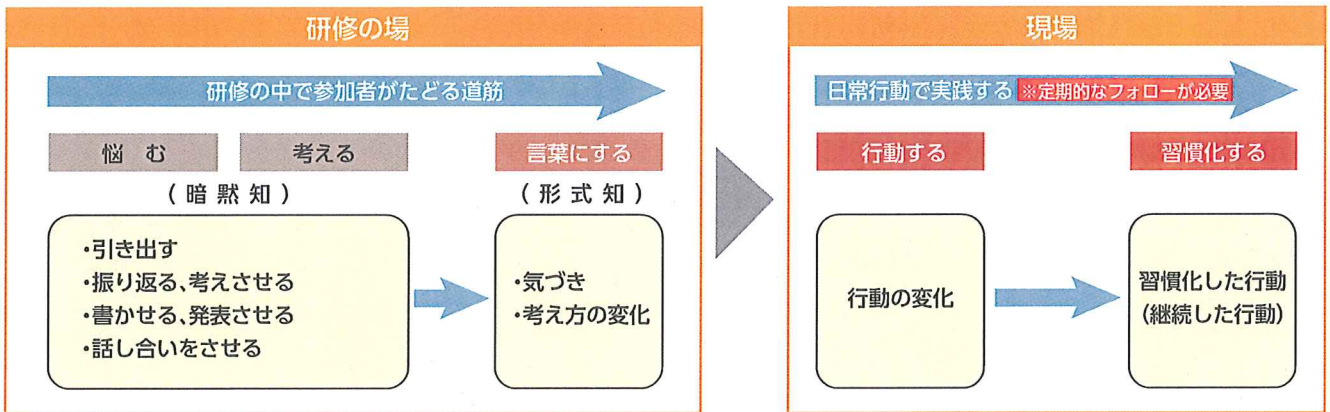 研修の場
研修の中で参加者がたどる道筋
悩 む
考える
言葉にする
(暗黙知)
(形式知)
・引き出す
・振り返る、考えさせる
・書かせる、発表させる
・話し合いをさせる
・気づき
・考え方の変化
現場
日常行動で実践する ※定期的なフォローが必要
行動する
習慣化する
行動の変化
習慣化した行動
(継続した行動)